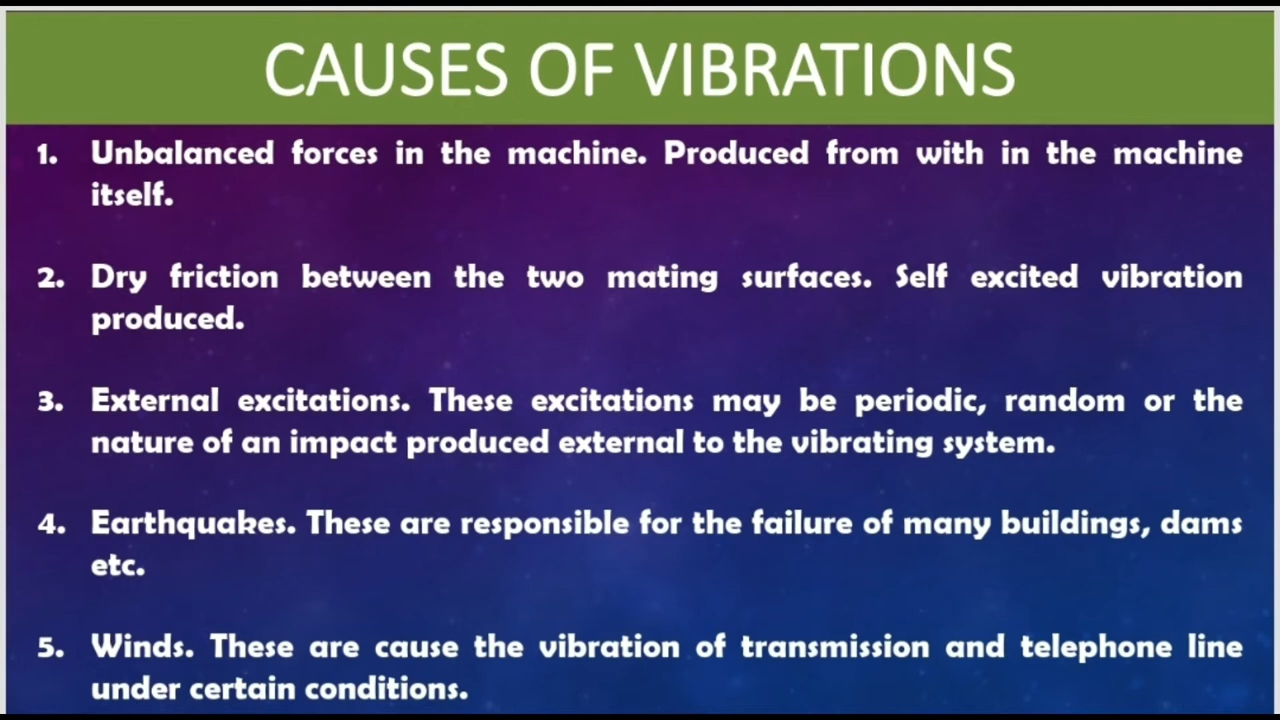 CAUSES OF VIBRATIONS
1. Unbalanced forces in the machine. Produced from with in the machine
itself.
2. Dry friction between the two mating surfaces. Self excited vibration
produced.
3. External excitations. These excitations may be periodic, random or the
nature of an impact produced external to the vibrating system.
4. Earthquakes. These are responsible for the failure of many buildings, dams
etc.
5. Winds. These are cause the vibration of transmission and telephone line
under certain conditions.